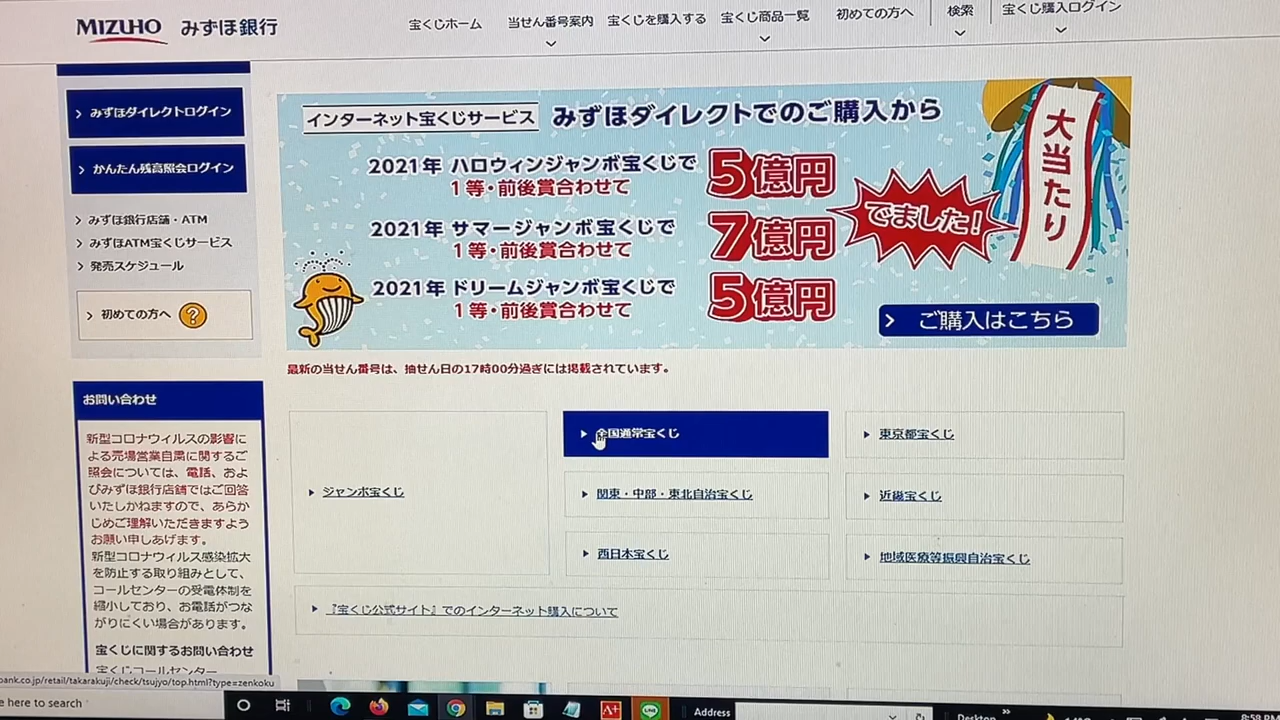 MIZUHO みずほ銀行
宝くじホーム 当せん番号案内 宝くじを購入する 宝くじ商品一覧 初めての方へ 検索 宝くじ購入ログイン
みずほダイレクトログイン
かんたん残高照会ログイン
みずほ銀行店舗・ATM
みずほATM宝くじサービス
発売スケジュール
初めての方へ ?
お問い合わせ
新型コロナウィルスの影響に
よる売場営業自粛に関するご
照会については、電話、およ
びみずほ銀行店舗ではご回答
いたしかねますので、あらか
じめご理解いただきますよう
お願い申しあげます。
新型コロナウィルス感染拡大
を防止する取り組みとして、
コールセンターの受電体制を
縮小しており、お電話がつな
がりにくい場合があります。
宝くじに関するお問い合わせ
宝くじコールセンター
インターネット宝くじサービス みずほダイレクトでのご購入から
2021年 ハロウィンジャンボ宝くじで
1等・前後賞合わせて
5億円
2021年 サマージャンボ宝くじで
1等・前後賞合わせて
7億円
2021年 ドリームジャンボ宝くじで
1等・前後賞合わせて
5億円
でました!
大当たり
ご購入はこちら
最新の当せん番号は、抽せん日の17時00分過ぎには掲載されています。
ジャンボ宝くじ
全国通常宝くじ
東京都宝くじ
関東・中部・東北自治宝くじ
近畿宝くじ
西日本宝くじ
地域医療等振興自治宝くじ
『宝くじ公式サイト』でのインターネット購入について
bank.co.jp/retail/takarakuji/check/tsujyo/top.html?type=zenkoku
e here to search
A+
LINE
Address
Desktop